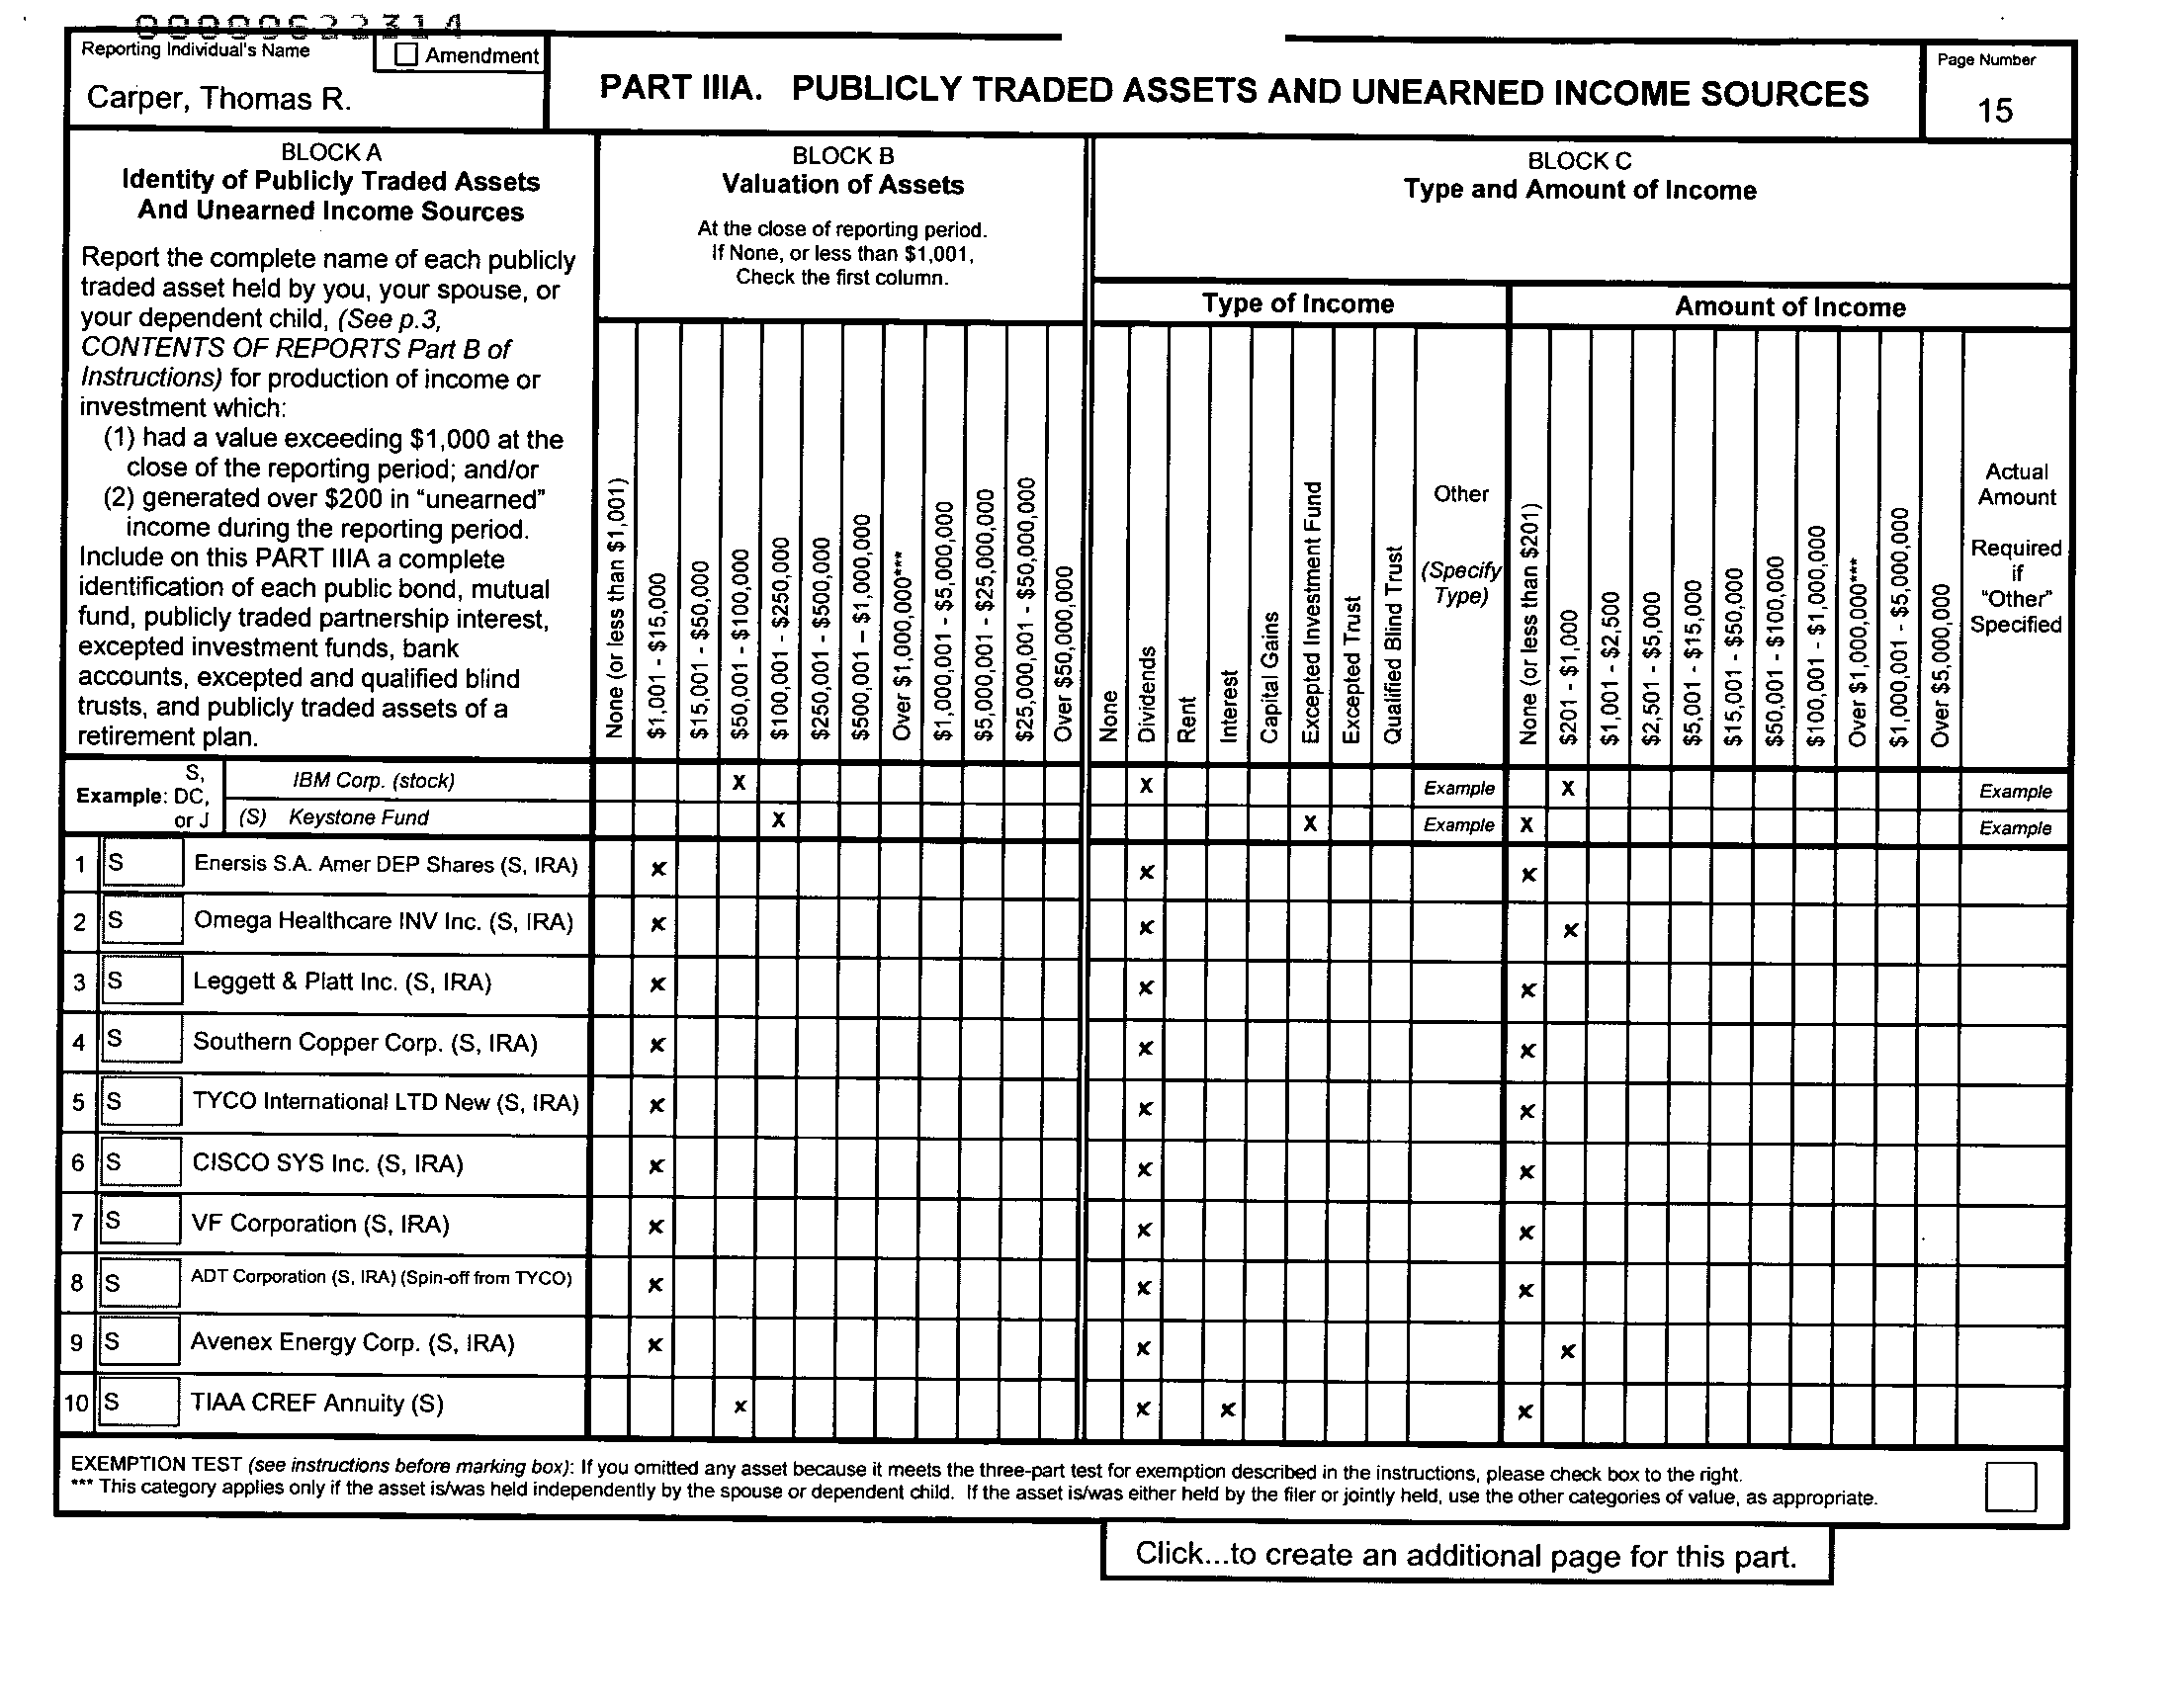 00000622314
Reporting Individual's Name
Amendment
Carper, Thomas R.
PART IIIA. PUBLICLY TRADED ASSETS AND UNEARNED INCOME SOURCES
Page Number
15
BLOCK A
Identity of Publicly Traded Assets
And Unearned Income Sources
Report the complete name of each publicly
traded asset held by you, your spouse, or
your dependent child, (See p.3,
CONTENTS OF REPORTS Part B of
Instructions) for production of income or
investment which:
(1) had a value exceeding $1,000 at the
close of the reporting period; and/or
(2) generated over $200 in "unearned"
income during the reporting period.
Include on this PART IIIA a complete
identification of each public bond, mutual
fund, publicly traded partnership interest,
excepted investment funds, bank
accounts, excepted and qualified blind
trusts, and publicly traded assets of a
retirement plan.
BLOCK B
Valuation of Assets
At the close of reporting period.
If None, or less than $1,001,
Check the first column.
None (or less than $1,001)
$1,001 - $15,000
$15,001 - $50,000
$50,001 - $100,000
$100,001 - $250,000
$250,001 - $500,000
$500,001 – $1,000,000
Over $1,000,000***
$1,000,001 - $5,000,000
$5,000,001 - $25,000,000
$25,000,001 - $50,000,000
Over $50,000,000
BLOCK C
Type and Amount of Income
Type of Income
None
Dividends
Rent
Interest
Capital Gains
Excepted Investment Fund
Excepted Trust
Qualified Blind Trust
Other
(Specify
Type)
Amount of Income
None (or less than $201)
$201 - $1,000
$1,001 - $2,500
$2,501 - $5,000
$5,001 - $15,000
$15,001 - $50,000
$50,001 - $100,000
$100,001 - $1,000,000
Over $1,000,000***
$1,000,001 - $5,000,000
Over $5,000,000
Actual
Amount
Required
if
"Other"
Specified
Example: S, DC, or J
IBM Corp. (stock) X X Example X Example
(S) Keystone Fund X X Example X Example
1 S Enersis S.A. Amer DEP Shares (S, IRA) x x x
2 S Omega Healthcare INV Inc. (S, IRA) x x x
3 S Leggett & Platt Inc. (S, IRA) x x x
4 S Southern Copper Corp. (S, IRA) x x x
5 S TYCO International LTD New (S, IRA) x x x
6 S CISCO SYS Inc. (S, IRA) x x x
7 S VF Corporation (S, IRA) x x x
8 S ADT Corporation (S, IRA) (Spin-off from TYCO) x x x
9 S Avenex Energy Corp. (S, IRA) x x x
10 S TIAA CREF Annuity (S) x x x x
EXEMPTION TEST (see instructions before marking box): If you omitted any asset because it meets the three-part test for exemption described in the instructions, please check box to the right.
*** This category applies only if the asset is/was held independently by the spouse or dependent child. If the asset is/was either held by the filer or jointly held, use the other categories of value, as appropriate.
Click...to create an additional page for this part.